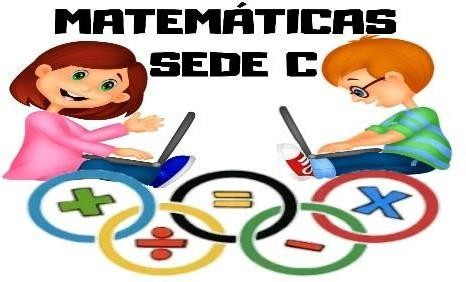 MATEMÁTICAS
SEDE C
+ = X
÷ -